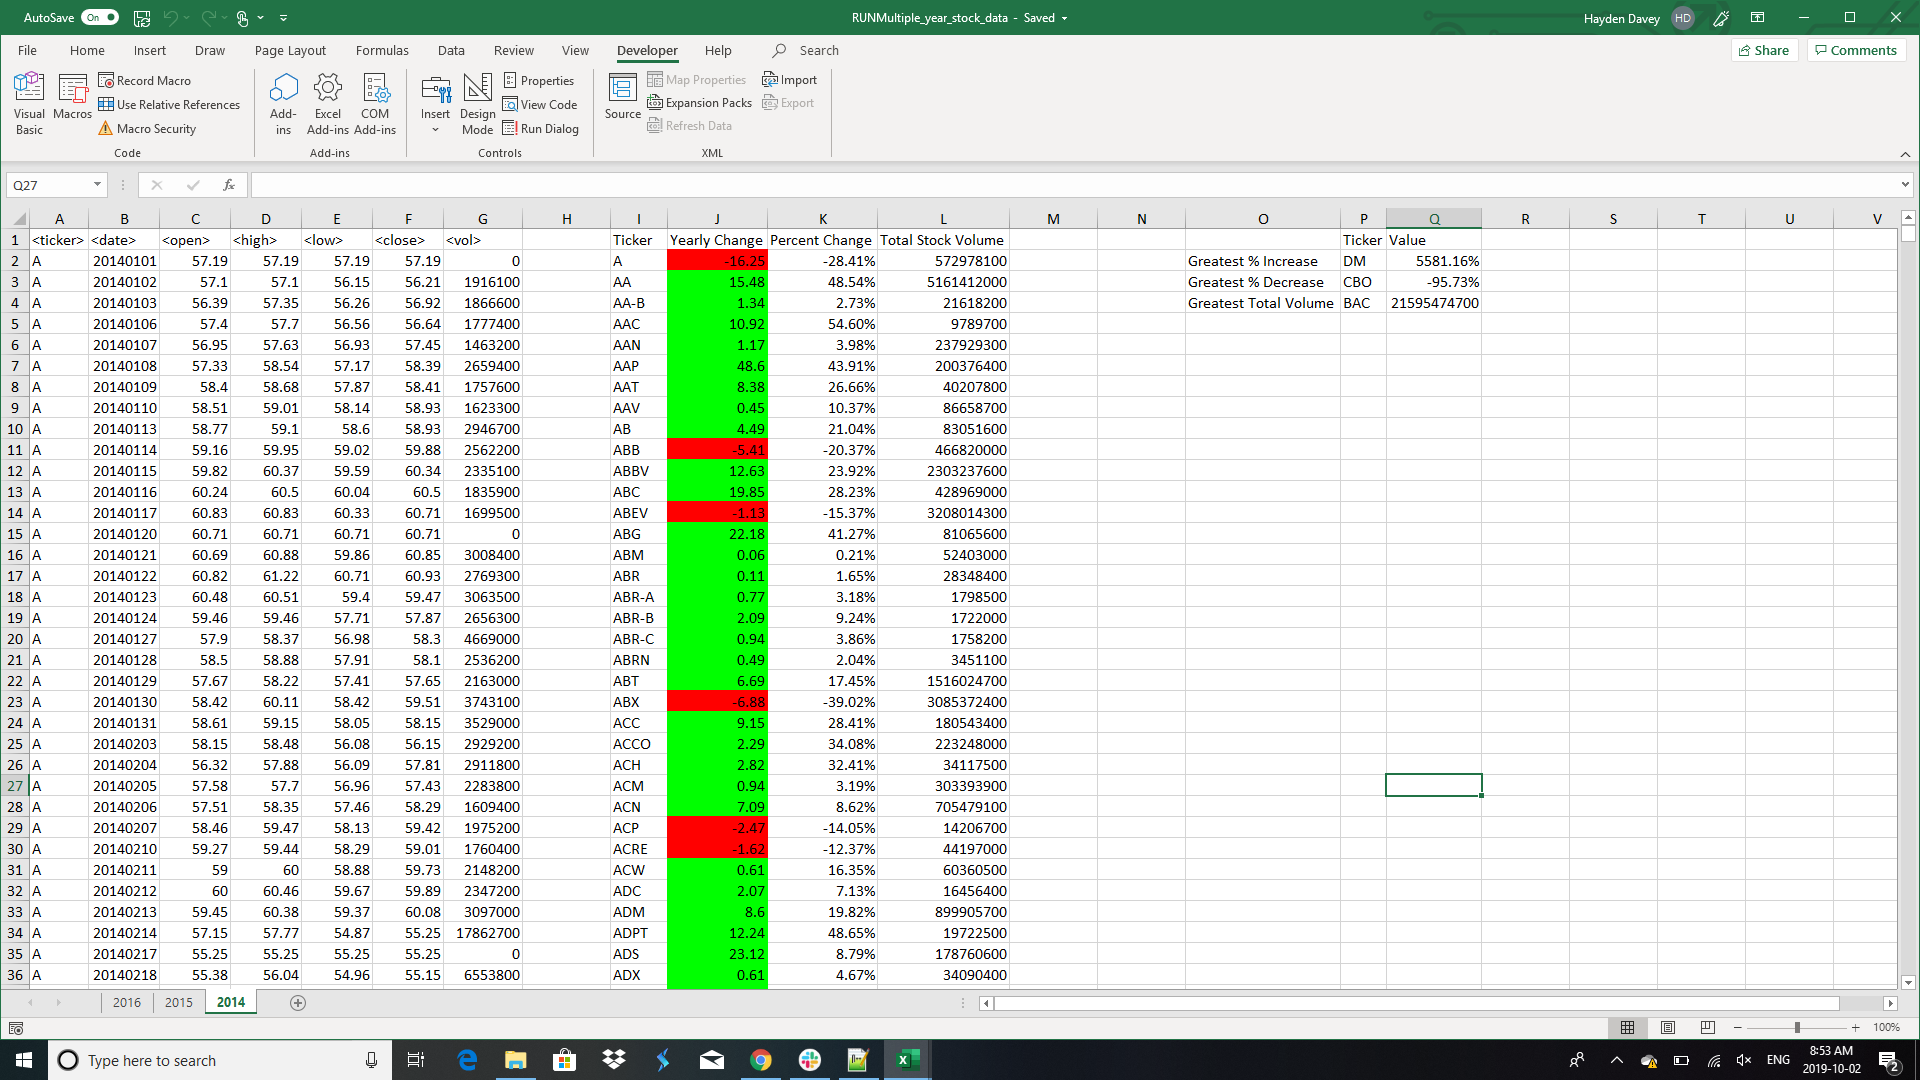 AutoSave On RUNMultiple_year_stock_data - Saved Hayden Davey HD
File Home Insert Draw Page Layout Formulas Data Review View Developer Help Search Share Comments
Visual Basic Macros Record Macro Use Relative References Macro Security Code
Add-ins Excel Add-ins COM Add-ins Add-ins
Insert Design Mode Properties View Code Run Dialog Controls
Source Map Properties Expansion Packs Refresh Data Import Export XML
Q27 fx
A B C D E F G H I J K L M N O P Q R S T U V
1 <ticker> <date> <open> <high> <low> <close> <vol> Ticker Yearly Change Percent Change Total Stock Volume Ticker Value
2 A 20140101 57.19 57.19 57.19 57.19 0 A -16.25 -28.41% 572978100 Greatest % Increase DM 5581.16%
3 A 20140102 57.1 57.1 56.15 56.21 1916100 AA 15.48 48.54% 5161412000 Greatest % Decrease CBO -95.73%
4 A 20140103 56.39 57.35 56.26 56.92 1866600 AA-B 1.34 2.73% 21618200 Greatest Total Volume BAC 21595474700
5 A 20140106 57.4 57.7 56.56 56.64 1777400 AAC 10.92 54.60% 9789700
6 A 20140107 56.95 57.63 56.93 57.45 1463200 AAN 1.17 3.98% 237929300
7 A 20140108 57.33 58.54 57.17 58.39 2659400 AAP 48.6 43.91% 200376400
8 A 20140109 58.4 58.68 57.87 58.41 1757600 AAT 8.38 26.66% 40207800
9 A 20140110 58.51 59.01 58.14 58.93 1623300 AAV 0.45 10.37% 86658700
10 A 20140113 58.77 59.1 58.6 58.93 2946700 AB 4.49 21.04% 83051600
11 A 20140114 59.16 59.95 59.02 59.88 2562200 ABB -5.41 -20.37% 466820000
12 A 20140115 59.82 60.37 59.59 60.34 2335100 ABBV 12.63 23.92% 2303237600
13 A 20140116 60.24 60.5 60.04 60.5 1835900 ABC 19.85 28.23% 428969000
14 A 20140117 60.83 60.83 60.33 60.71 1699500 ABEV -1.13 -15.37% 3208014300
15 A 20140120 60.71 60.71 60.71 60.71 0 ABG 22.18 41.27% 81065600
16 A 20140121 60.69 60.88 59.86 60.85 3008400 ABM 0.06 0.21% 52403000
17 A 20140122 60.82 61.22 60.71 60.93 2769300 ABR 0.11 1.65% 28348400
18 A 20140123 60.48 60.51 59.4 59.47 3063500 ABR-A 0.77 3.18% 1798500
19 A 20140124 59.46 59.46 57.71 57.87 2656300 ABR-B 2.09 9.24% 1722000
20 A 20140127 57.9 58.37 56.98 58.3 4669000 ABR-C 0.94 3.86% 1758200
21 A 20140128 58.5 58.88 57.91 58.1 2536200 ABRN 0.49 2.04% 3451100
22 A 20140129 57.67 58.22 57.41 57.65 2163000 ABT 6.69 17.45% 1516024700
23 A 20140130 58.42 60.11 58.42 59.51 3743100 ABX -6.88 -39.02% 3085372400
24 A 20140131 58.61 59.15 58.05 58.15 3529000 ACC 9.15 28.41% 180543400
25 A 20140203 58.15 58.48 56.08 56.15 2929200 ACCO 2.29 34.08% 223248000
26 A 20140204 56.32 57.88 56.09 57.81 2911800 ACH 2.82 32.41% 34117500
27 A 20140205 57.58 57.7 56.96 57.43 2283800 ACM 0.94 3.19% 303393900
28 A 20140206 57.51 58.35 57.46 58.29 1609400 ACN 7.09 8.62% 705479100
29 A 20140207 58.46 59.47 58.13 59.42 1975200 ACP -2.47 -14.05% 14206700
30 A 20140210 59.27 59.44 58.29 59.01 1760400 ACRE -1.62 -12.37% 44197000
31 A 20140211 59 60 58.88 59.73 2148200 ACW 0.61 16.35% 60360500
32 A 20140212 60 60.46 59.67 59.89 2347200 ADC 2.07 7.13% 16456400
33 A 20140213 59.45 60.38 59.37 60.08 3097000 ADM 8.6 19.82% 899905700
34 A 20140214 57.15 57.77 54.87 55.25 17862700 ADPT 12.24 48.65% 19722500
35 A 20140217 55.25 55.25 55.25 55.25 0 ADS 23.12 8.79% 178760600
36 A 20140218 55.38 56.04 54.96 55.15 6553800 ADX 0.61 4.67% 34090400
2016 2015 2014
100%
Type here to search ENG 8:53 AM
2019-10-02 2